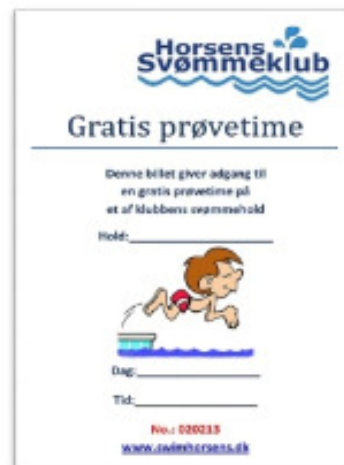 Horsens
Svømmeklub
Gratis prøvetime
Denne billet giver adgang til
en gratis prøvetime på
et af klubbens svømmehold
Hold:
Dag:
Tid:
No.: 020213
www.swimhorsens.dk